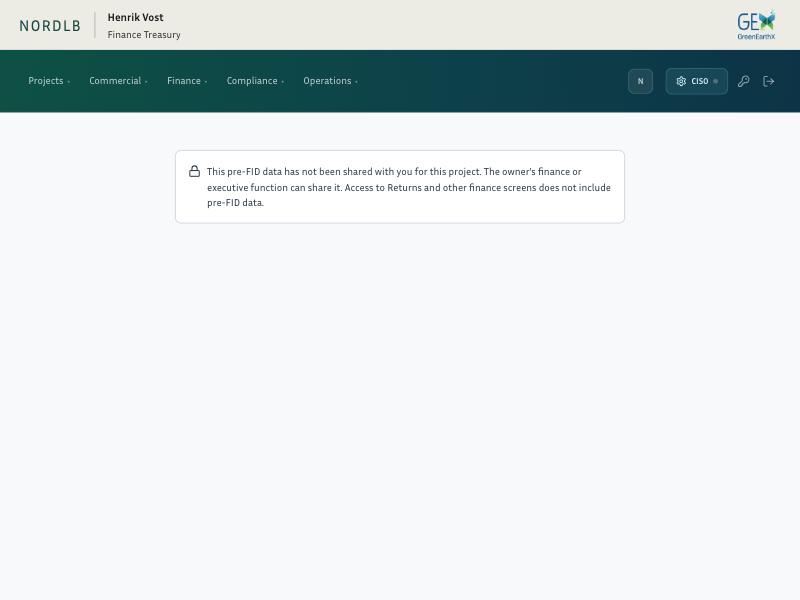 NORDLB
Henrik Vost
Finance Treasury
GEX
GreenEarthX
Projects
Commercial
Finance
Compliance
Operations
N
CISO
This pre-FID data has not been shared with you for this project. The owner's finance or
executive function can share it. Access to Returns and other finance screens does not include
pre-FID data.